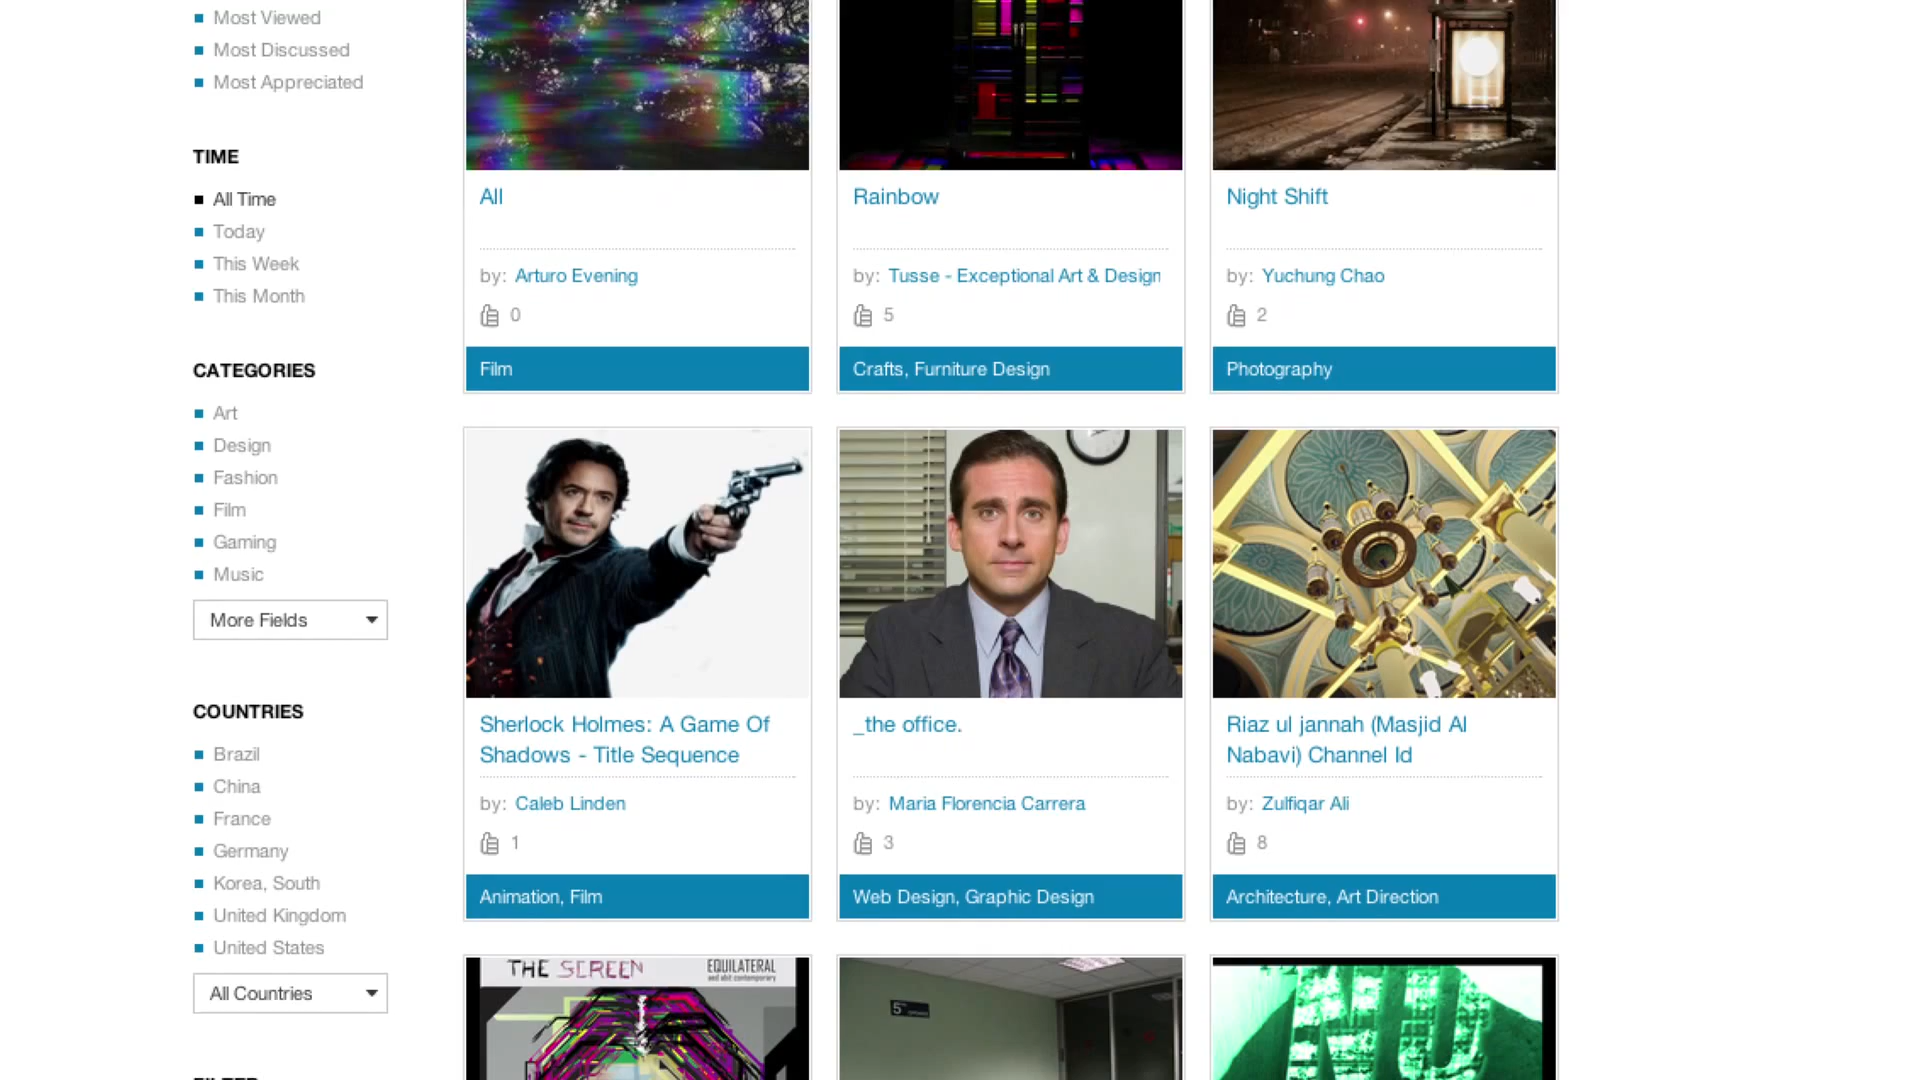 Most Viewed
Most Discussed
Most Appreciated
TIME
All Time
Today
This Week
This Month
CATEGORIES
Art
Design
Fashion
Film
Gaming
Music
More Fields
COUNTRIES
Brazil
China
France
Germany
Korea, South
United Kingdom
United States
All Countries
All
by: Arturo Evening
0
Film
Rainbow
by: Tusse - Exceptional Art & Design
5
Crafts, Furniture Design
Night Shift
by: Yuchung Chao
2
Photography
Sherlock Holmes: A Game Of
Shadows - Title Sequence
by: Caleb Linden
1
Animation, Film
_the office.
by: Maria Florencia Carrera
3
Web Design, Graphic Design
Riaz ul jannah (Masjid Al
Nabavi) Channel Id
by: Zulfiqar Ali
8
Architecture, Art Direction
THE SCREEN
EQUILATERAL
5